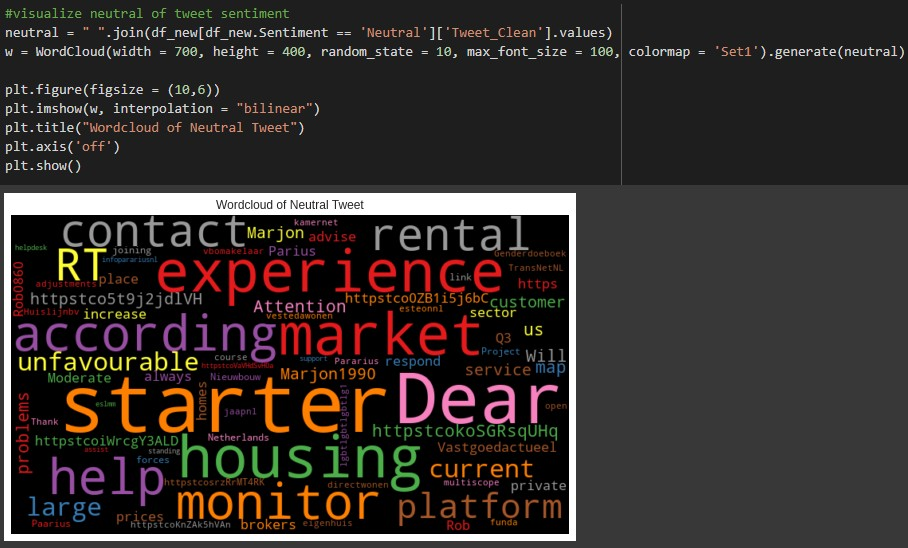 #visualize neutral of tweet sentiment
neutral = " ".join(df_new[df_new.Sentiment == 'Neutral']['Tweet_Clean'].values)
w = WordCloud(width = 700, height = 400, random_state = 10, max_font_size = 100, colormap = 'Set1').generate(neutral)
plt.figure(figsize = (10,6))
plt.imshow(w, interpolation = "bilinear")
plt.title("Wordcloud of Neutral Tweet")
plt.axis('off')
plt.show()
Wordcloud of Neutral Tweet
kamernet
contact Marjon advise rental
helpdesk joining vbomakelaar Parius Genderdoeboek
RT infoparariusnl experience TransNetNL
Rob0860 adjustments place link https
httpstco5t9j2jdlVH Attention httpstco0ZB1i5j6bC customer
Huislijnbv increase vestedawonen esteennl sector
according market Q3 us
unfavourable course support Pararius respond Project Will map
Moderate always Nieuwbouw Marjon1990 service
starter homes Dear
problems eslmm jaapnl lgbtlgbtlgbtlg1 open
Thank Netherlands httpstcokoSGRsqUHq
httpstcoiWrcgY3ALD housing Vastgoedactueel
assist standing
forces current
help httpstcosrzRrMT4RK directwonen multiscope private
large monitor platform
Paarius prices httpstcoKnZAk5hVAn brokers eigenhuis Rob funda